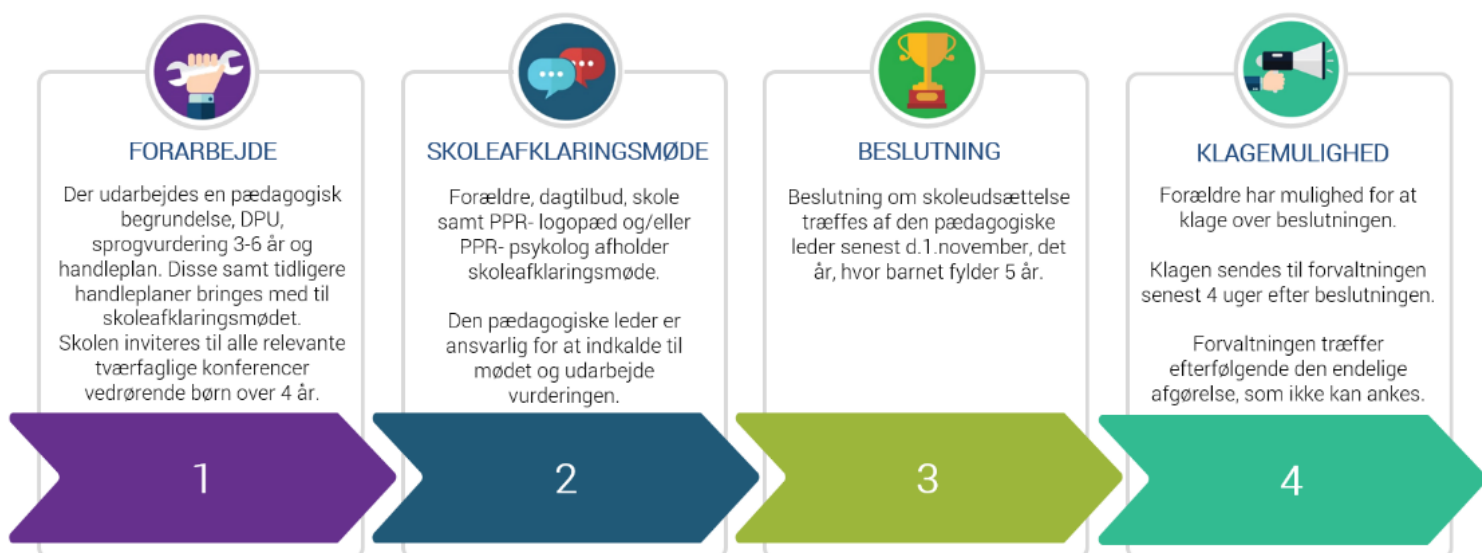 FORARBEJDE
Der udarbejdes en pædagogisk
begrundelse, DPU,
sprogvurdering 3-6 år og
handleplan. Disse samt tidligere
handleplaner bringes med til
skoleafklaringsmødet.
Skolen inviteres til alle relevante
tværfaglige konferencer
vedrørende børn over 4 år.
1
SKOLEAFKLARINGSMØDE
Forældre, dagtilbud, skole
samt PPR- logopæd og/eller
PPR- psykolog afholder
skoleafklaringsmøde.
Den pædagogiske leder er
ansvarlig for at indkalde til
mødet og udarbejde
vurderingen.
2
BESLUTNING
Beslutning om skoleudsættelse
træffes af den pædagogiske
leder senest d.1.november, det
år, hvor barnet fylder 5 år.
3
KLAGEMULIGHED
Forældre har mulighed for at
klage over beslutningen.
Klagen sendes til forvaltningen
senest 4 uger efter beslutningen.
Forvaltningen træffer
efterfølgende den endelige
afgørelse, som ikke kan ankes.
4